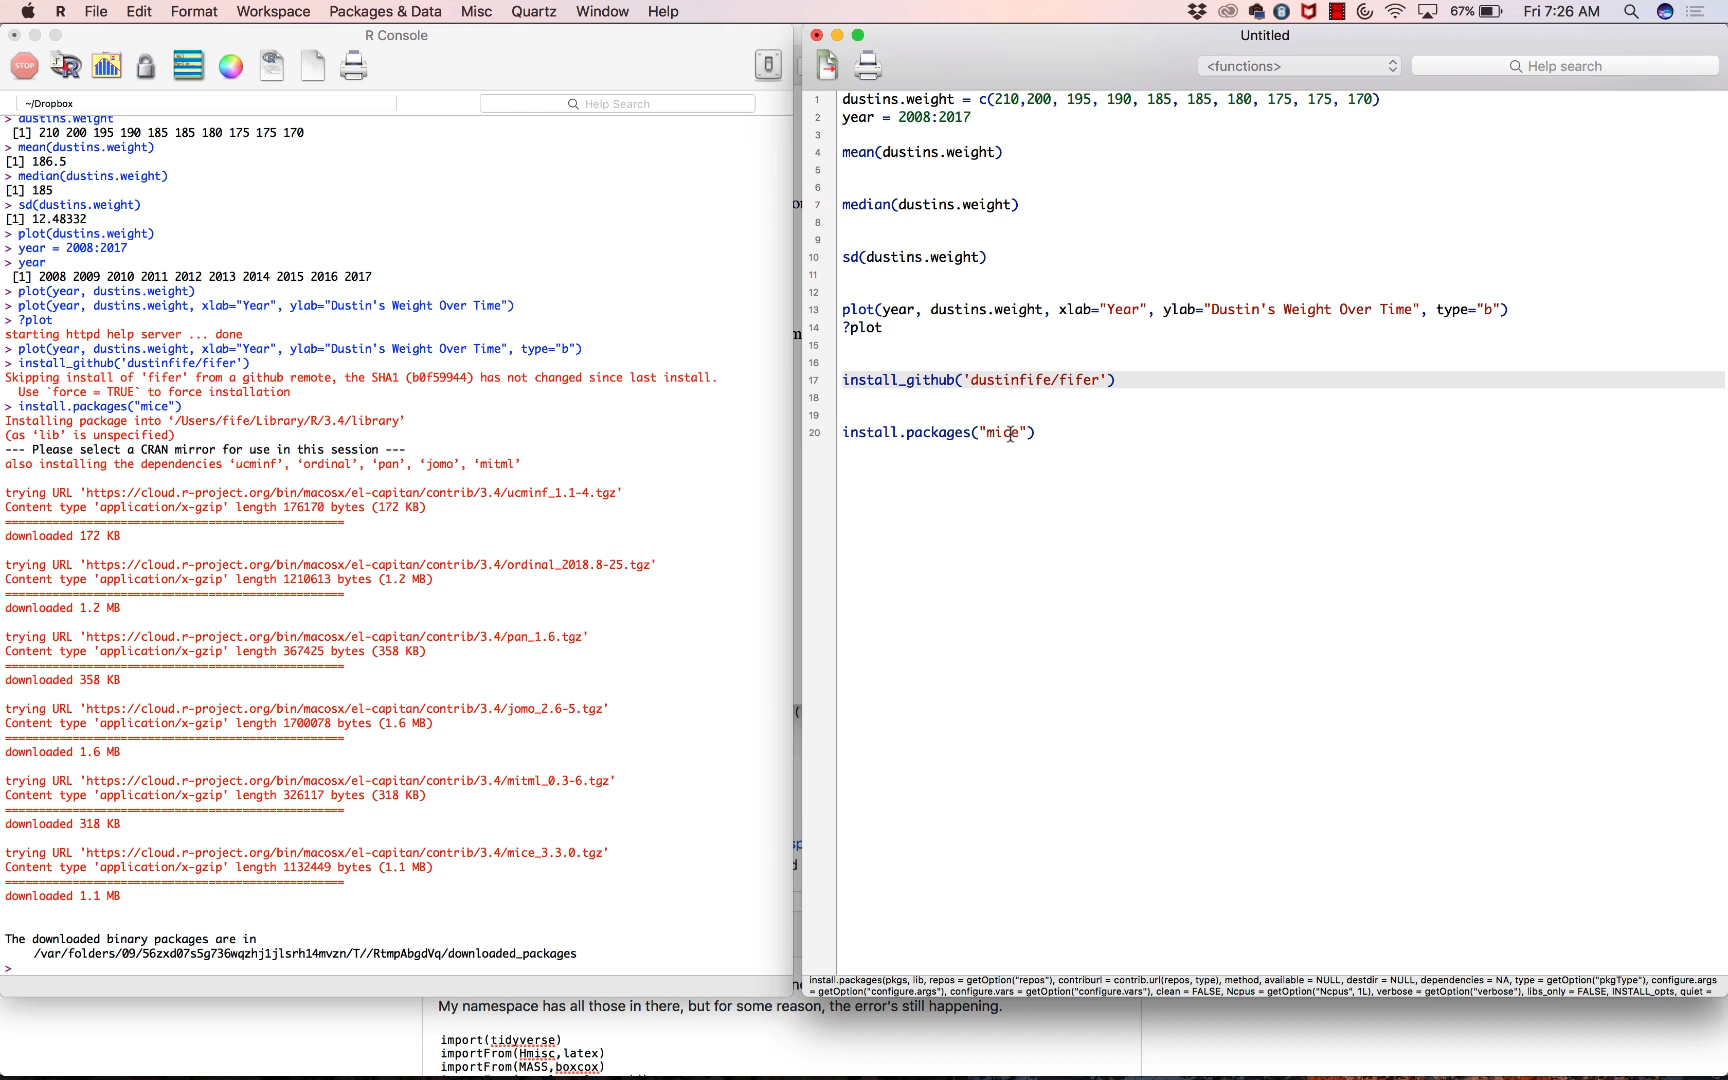 R File Edit Format Workspace Packages & Data Misc Quartz Window Help 67% Fri 7:26 AM
R Console
STOP
~/Dropbox
Help Search
> dustins.weight
[1] 210 200 195 190 185 185 180 175 175 170
> mean(dustins.weight)
[1] 186.5
> median(dustins.weight)
[1] 185
> sd(dustins.weight)
[1] 12.48332
> plot(dustins.weight)
> year = 2008:2017
> year
[1] 2008 2009 2010 2011 2012 2013 2014 2015 2016 2017
> plot(year, dustins.weight)
> plot(year, dustins.weight, xlab="Year", ylab="Dustin's Weight Over Time")
> ?plot
starting httpd help server ... done
> plot(year, dustins.weight, xlab="Year", ylab="Dustin's Weight Over Time", type="b")
> install_github('dustinfife/fifer')
Skipping install of 'fifer' from a github remote, the SHA1 (b0f59944) has not changed since last install.
Use `force = TRUE` to force installation
> install.packages("mice")
Installing package into ‘/Users/fife/Library/R/3.4/library’
(as ‘lib’ is unspecified)
--- Please select a CRAN mirror for use in this session ---
also installing the dependencies ‘ucminf’, ‘ordinal’, ‘pan’, ‘jomo’, ‘mitml’
trying URL 'https://cloud.r-project.org/bin/macosx/el-capitan/contrib/3.4/ucminf_1.1-4.tgz'
Content type 'application/x-gzip' length 176170 bytes (172 KB)
==================================================
downloaded 172 KB
trying URL 'https://cloud.r-project.org/bin/macosx/el-capitan/contrib/3.4/ordinal_2018.8-25.tgz'
Content type 'application/x-gzip' length 1210613 bytes (1.2 MB)
==================================================
downloaded 1.2 MB
trying URL 'https://cloud.r-project.org/bin/macosx/el-capitan/contrib/3.4/pan_1.6.tgz'
Content type 'application/x-gzip' length 367425 bytes (358 KB)
==================================================
downloaded 358 KB
trying URL 'https://cloud.r-project.org/bin/macosx/el-capitan/contrib/3.4/jomo_2.6-5.tgz'
Content type 'application/x-gzip' length 1700078 bytes (1.6 MB)
==================================================
downloaded 1.6 MB
trying URL 'https://cloud.r-project.org/bin/macosx/el-capitan/contrib/3.4/mitml_0.3-6.tgz'
Content type 'application/x-gzip' length 326117 bytes (318 KB)
==================================================
downloaded 318 KB
trying URL 'https://cloud.r-project.org/bin/macosx/el-capitan/contrib/3.4/mice_3.3.0.tgz'
Content type 'application/x-gzip' length 1132449 bytes (1.1 MB)
==================================================
downloaded 1.1 MB
The downloaded binary packages are in
/var/folders/09/56zxd07s5g736wqzhj1jlsrh14mvzn/T//RtmpAbgdVq/downloaded_packages
>
Untitled
<functions>
Help search
1 dustins.weight = c(210,200, 195, 190, 185, 185, 180, 175, 175, 170)
2 year = 2008:2017
3
4 mean(dustins.weight)
5
6
7 median(dustins.weight)
8
9
10 sd(dustins.weight)
11
12
13 plot(year, dustins.weight, xlab="Year", ylab="Dustin's Weight Over Time", type="b")
14 ?plot
15
16
17 install_github('dustinfife/fifer')
18
19
20 install.packages("mice")
install.packages(pkgs, lib, repos = getOption("repos"), contriburl = contrib.url(repos, type), method, available = NULL, destdir = NULL, dependencies = NA, type = getOption("pkgType"), configure.args
= getOption("configure.args"), configure.vars = getOption("configure.vars"), clean = FALSE, Ncpus = getOption("Ncpus", 1L), verbose = getOption("verbose"), libs_only = FALSE, INSTALL_opts, quiet =
My namespace has all those in there, but for some reason, the error's still happening.
import(tidyverse)
importFrom(Hmisc,latex)
importFrom(MASS,boxcox)